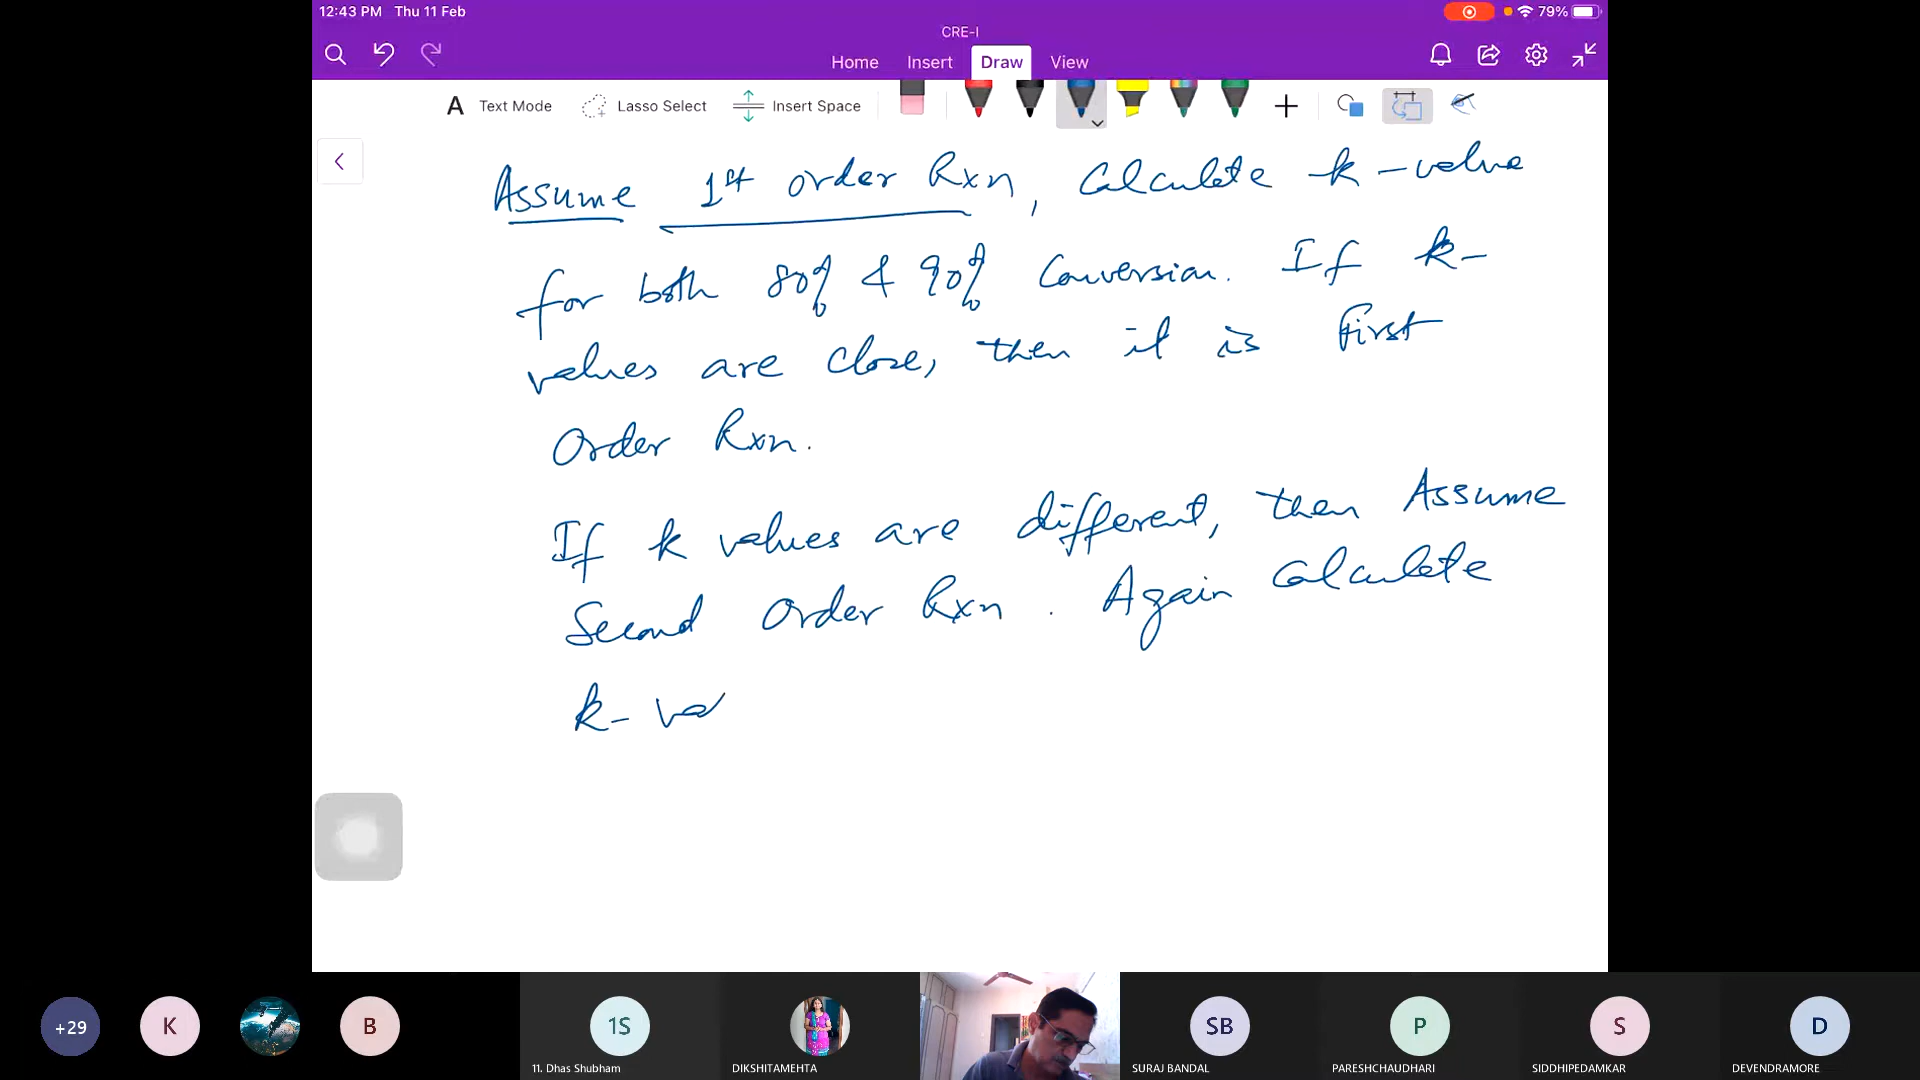 12:43 PM Thu 11 Feb
79%
CRE-I
Home Insert Draw View
A Text Mode Lasso Select Insert Space
Assume 1st order Rxn, Calculate k-value
for both 80% & 90% Conversion. If k-
values are close, then it is First
Order Rxn.
If k values are different, then Assume
Second Order Rxn. Again Calculate
k- va
+29 K B 1S SB P S D
11. Dhas Shubham DIKSHITAMEHTA SURAJ BANDAL PARESHCHAUDHARI SIDDHIPEDAMKAR DEVENDRAMORE